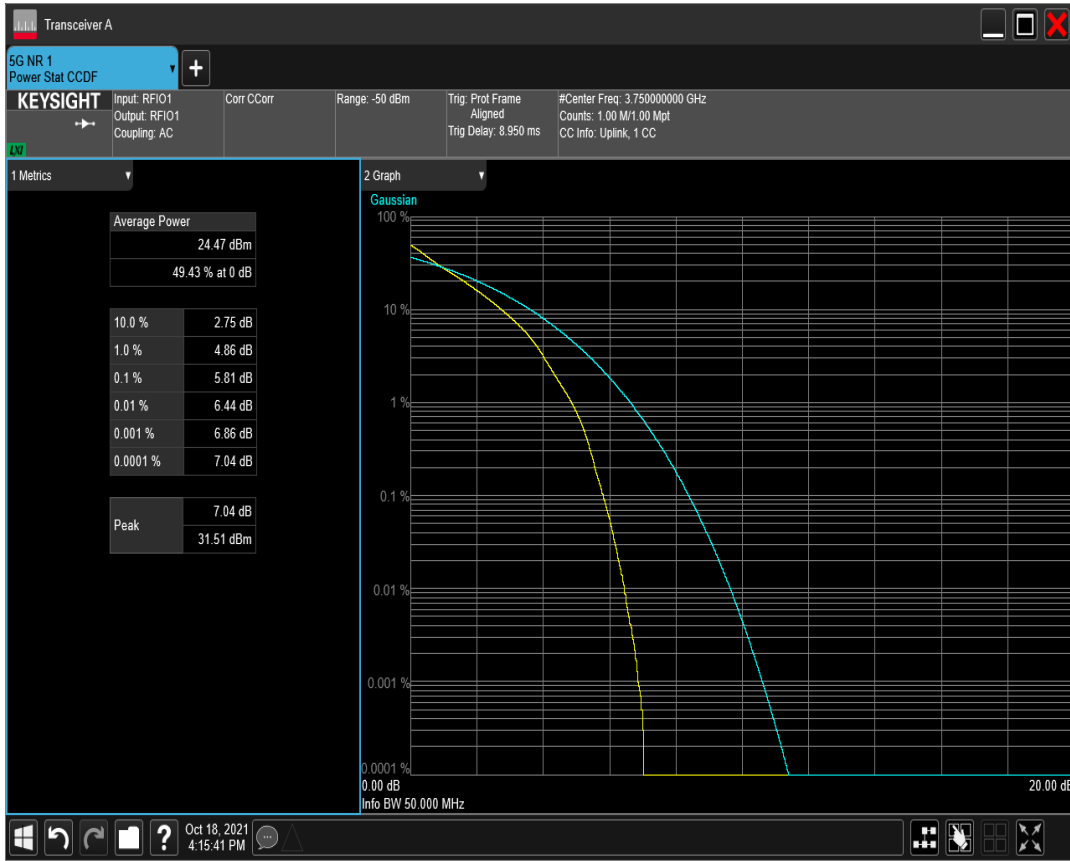 Transceiver A
5G NR 1
Power Stat CCDF
KEYSIGHT
LXI
Input: RFIO1
Output: RFIO1
Coupling: AC
Corr CCorr
Range: -50 dBm
Trig: Prot Frame
Aligned
Trig Delay: 8.950 ms
#Center Freq: 3.750000000 GHz
Counts: 1.00 M/1.00 Mpt
CC Info: Uplink, 1 CC
1 Metrics
Average Power
24.47 dBm
49.43 % at 0 dB
10.0 % 2.75 dB
1.0 % 4.86 dB
0.1 % 5.81 dB
0.01 % 6.44 dB
0.001 % 6.86 dB
0.0001 % 7.04 dB
Peak 7.04 dB
31.51 dBm
2 Graph
Gaussian
100 %
10 %
1 %
0.1 %
0.01 %
0.001 %
0.0001 %
0.00 dB 20.00 dB
Info BW 50.000 MHz
Oct 18, 2021
4:15:41 PM